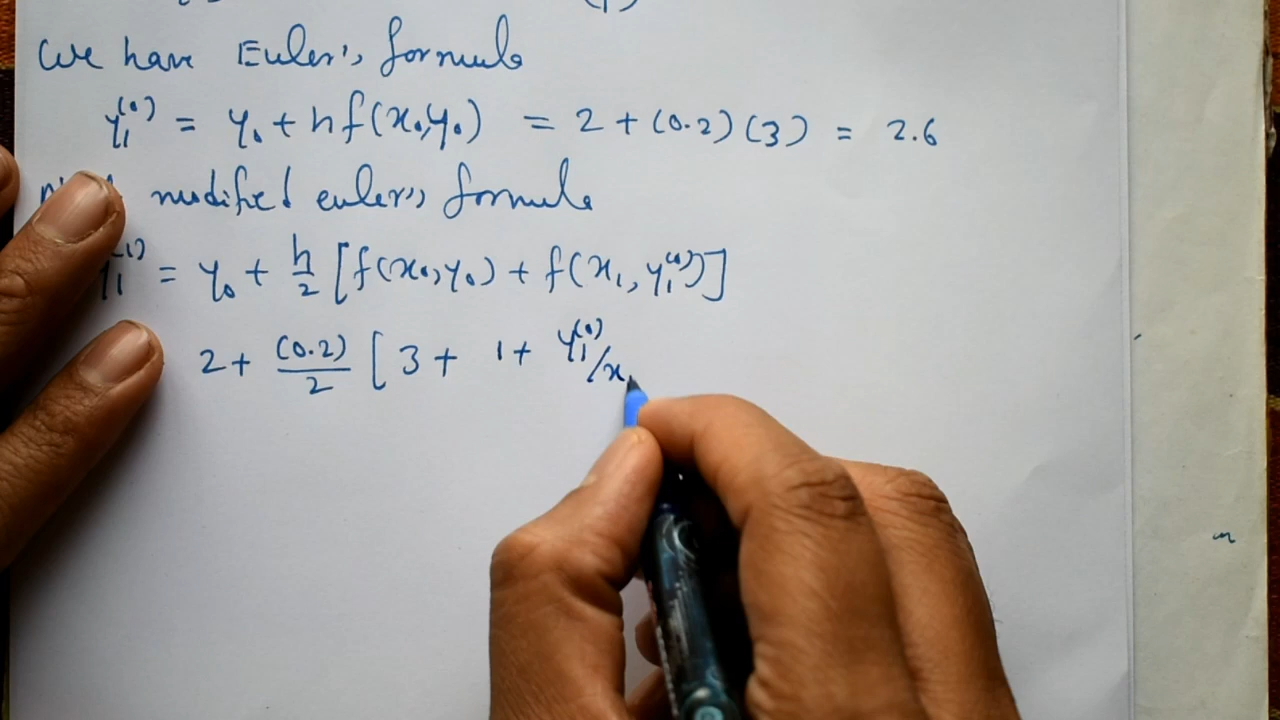 We have Euler's formula
y₁⁽⁰⁾ = y₀ + hf(x₀,y₀) = 2 + (0.2)(3) = 2.6
modified euler's formula
y₁⁽¹⁾ = y₀ + h/2 [f(x₀,y₀) + f(x₁, y₁⁽⁰⁾)]
2 + (0.2)/2 [3 + 1 + y₁⁽⁰⁾/x